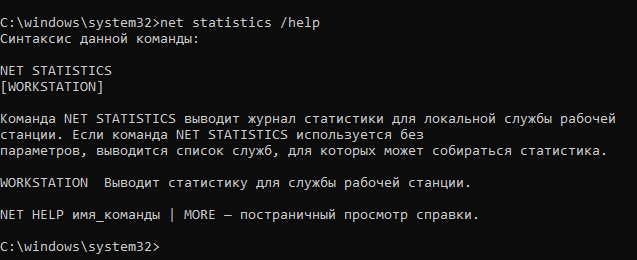 C:\windows\system32>net statistics /help
Синтаксис данной команды:
NET STATISTICS
[WORKSTATION]
Команда NET STATISTICS выводит журнал статистики для локальной службы рабочей
станции. Если команда NET STATISTICS используется без
параметров, выводится список служб, для которых может собираться статистика.
WORKSTATION  Выводит статистику для службы рабочей станции.
NET HELP имя_команды | MORE — постраничный просмотр справки.
C:\windows\system32>